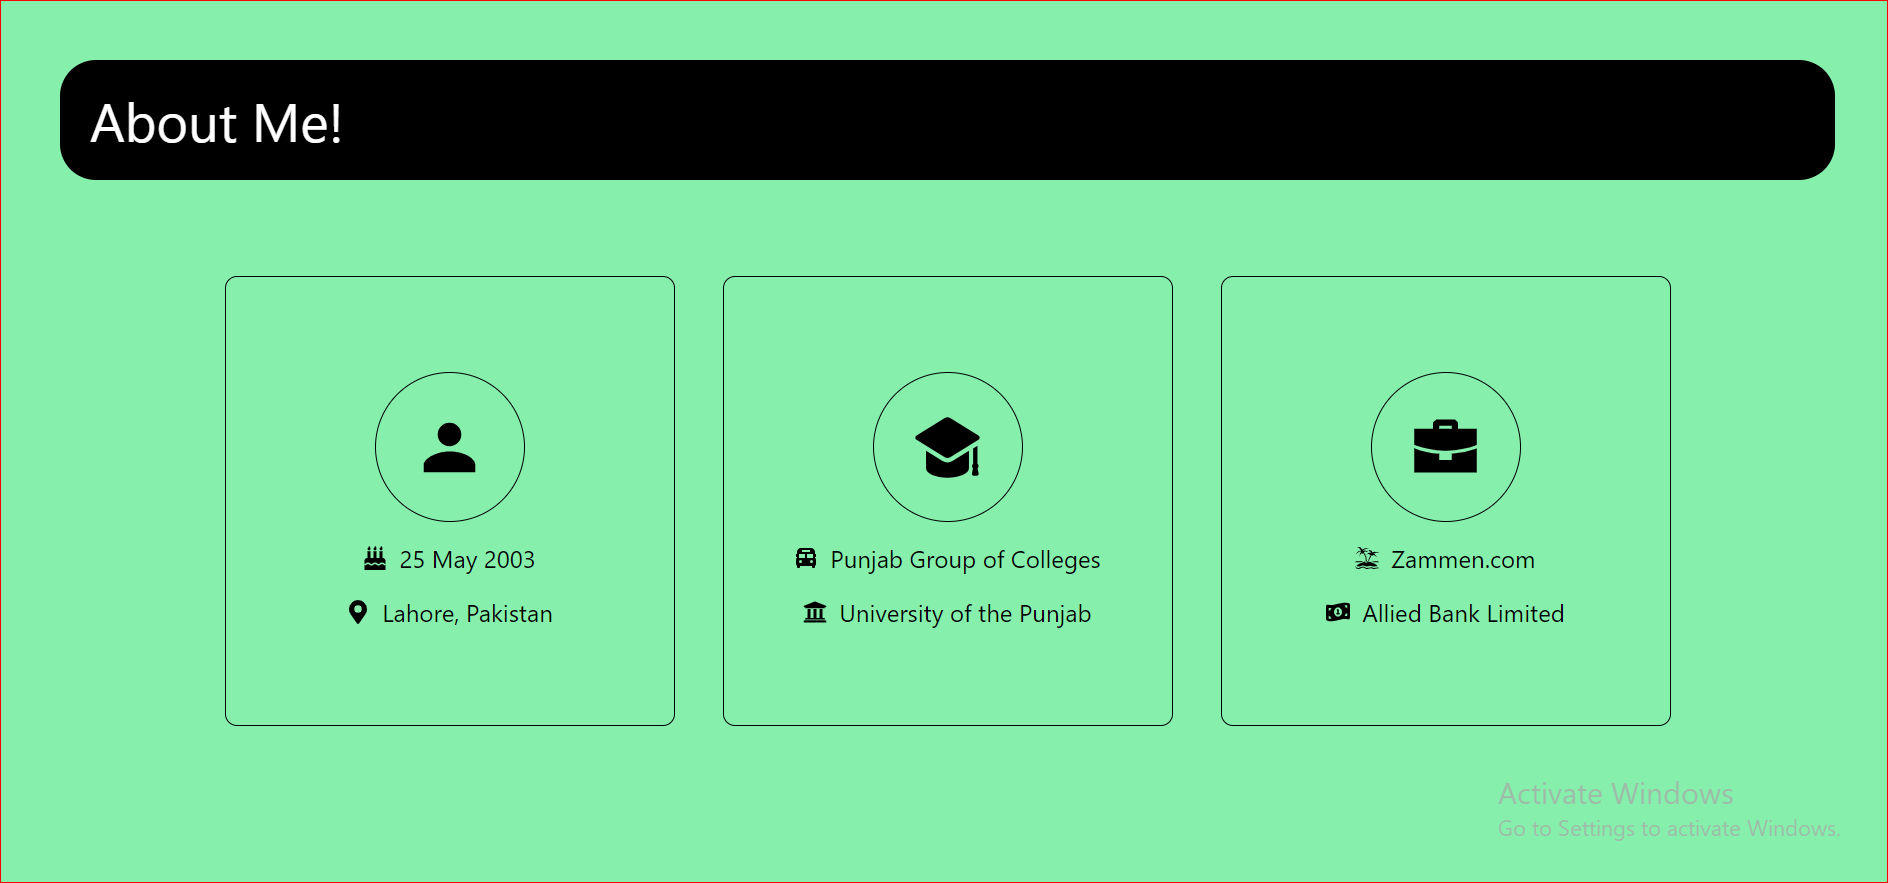 About Me!
25 May 2003
Lahore, Pakistan
Punjab Group of Colleges
University of the Punjab
Zammen.com
Allied Bank Limited
Activate Windows
Go to Settings to activate Windows.